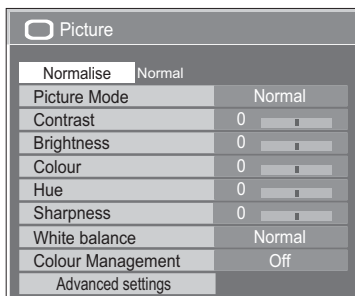 Picture
Normalise Normal
Picture Mode Normal
Contrast 0
Brightness 0
Colour 0
Hue 0
Sharpness 0
White balance Normal
Colour Management Off
Advanced settings